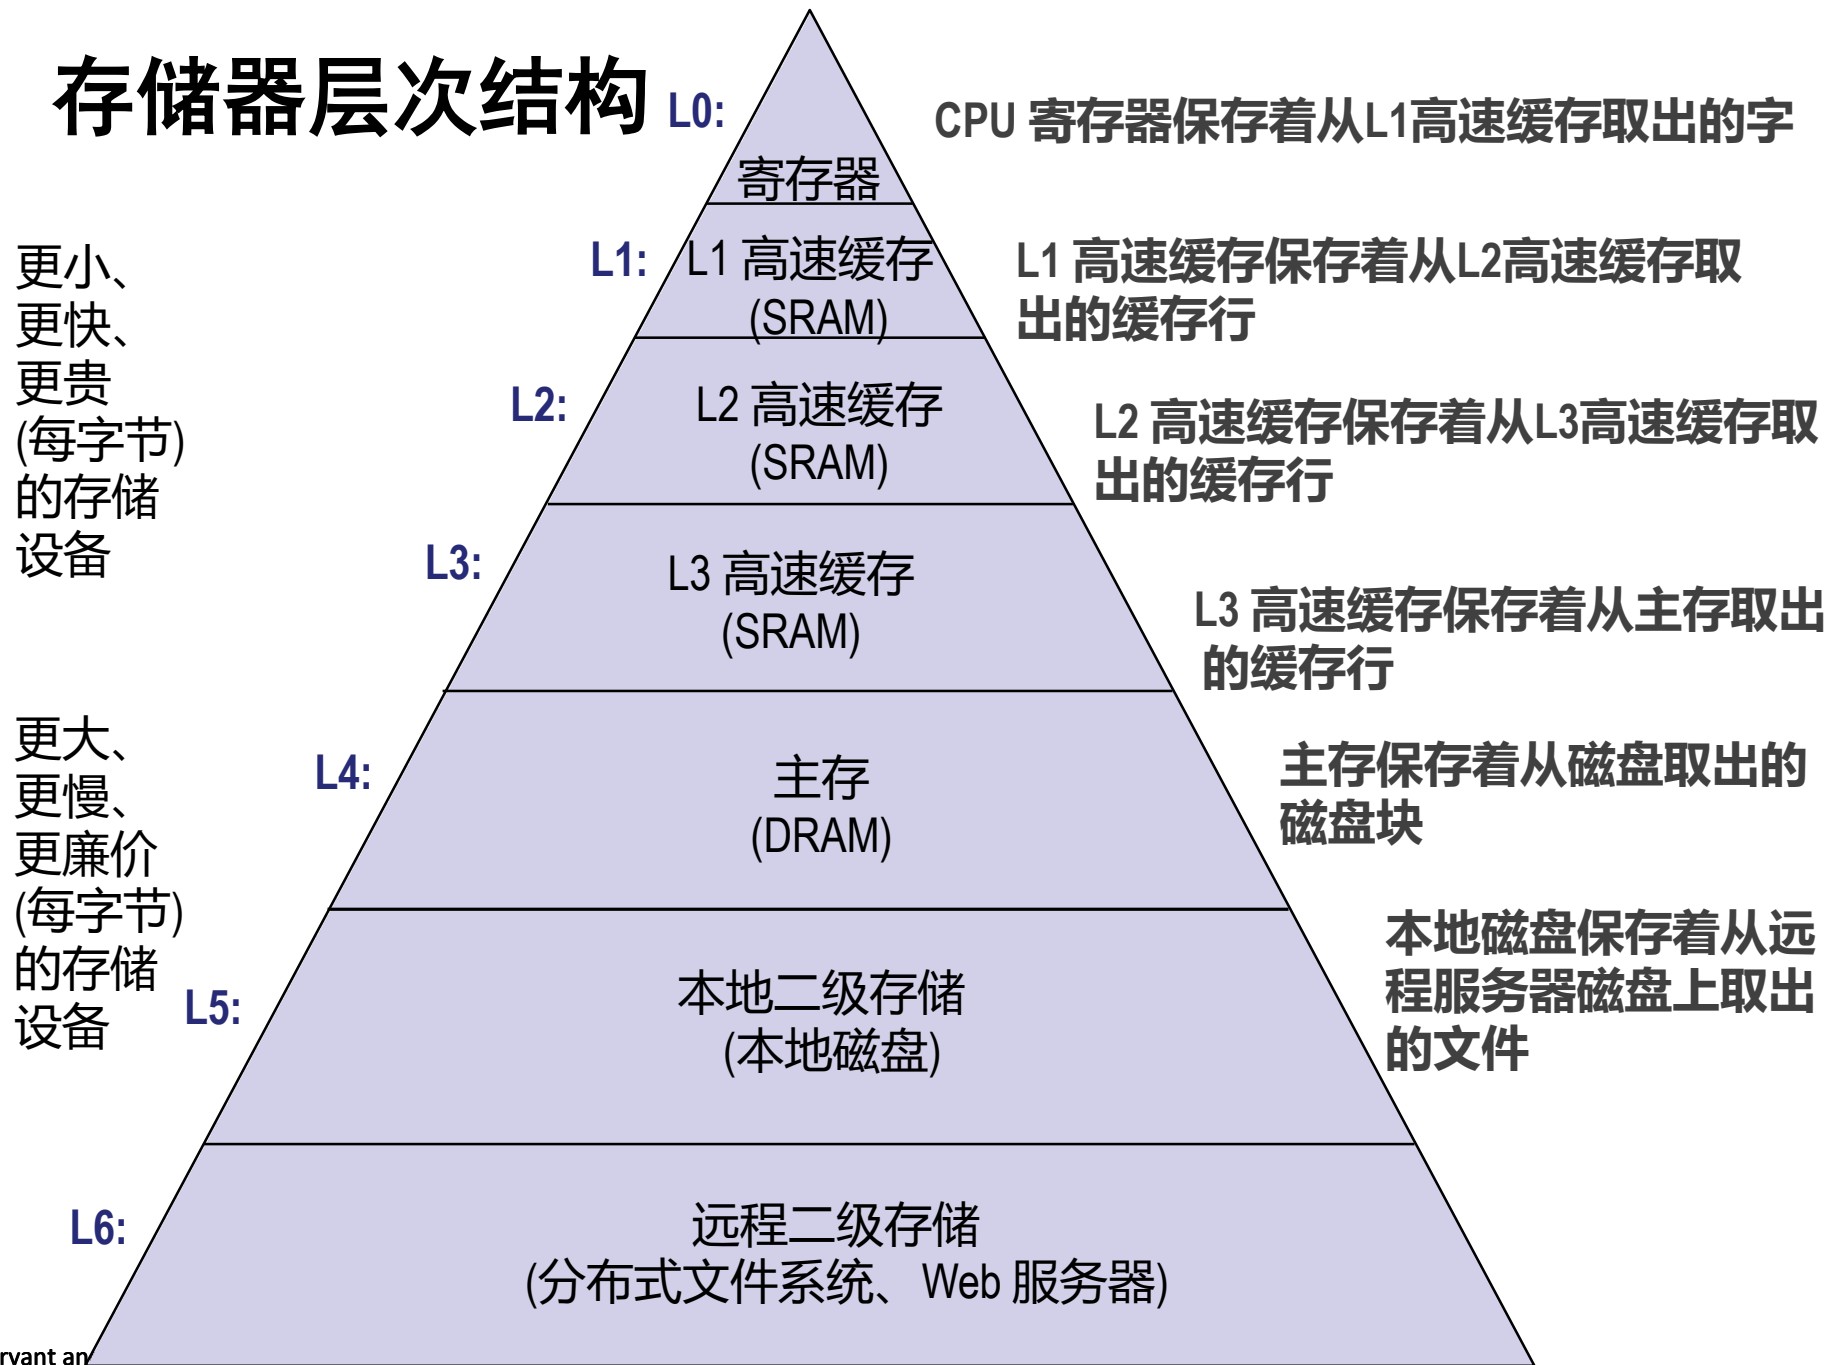 存储器层次结构
L0:
寄存器
CPU 寄存器保存着从L1高速缓存取出的字
L1:
L1 高速缓存
(SRAM)
L1 高速缓存保存着从L2高速缓存取
出的缓存行
更小、
更快、
更贵
(每字节)
的存储
设备
L2:
L2 高速缓存
(SRAM)
L2 高速缓存保存着从L3高速缓存取
出的缓存行
L3:
L3 高速缓存
(SRAM)
L3 高速缓存保存着从主存取出
的缓存行
更大、
更慢、
更廉价
(每字节)
的存储
设备
L4:
主存
(DRAM)
主存保存着从磁盘取出的
磁盘块
L5:
本地二级存储
(本地磁盘)
本地磁盘保存着从远
程服务器磁盘上取出
的文件
L6:
远程二级存储
(分布式文件系统、Web 服务器)